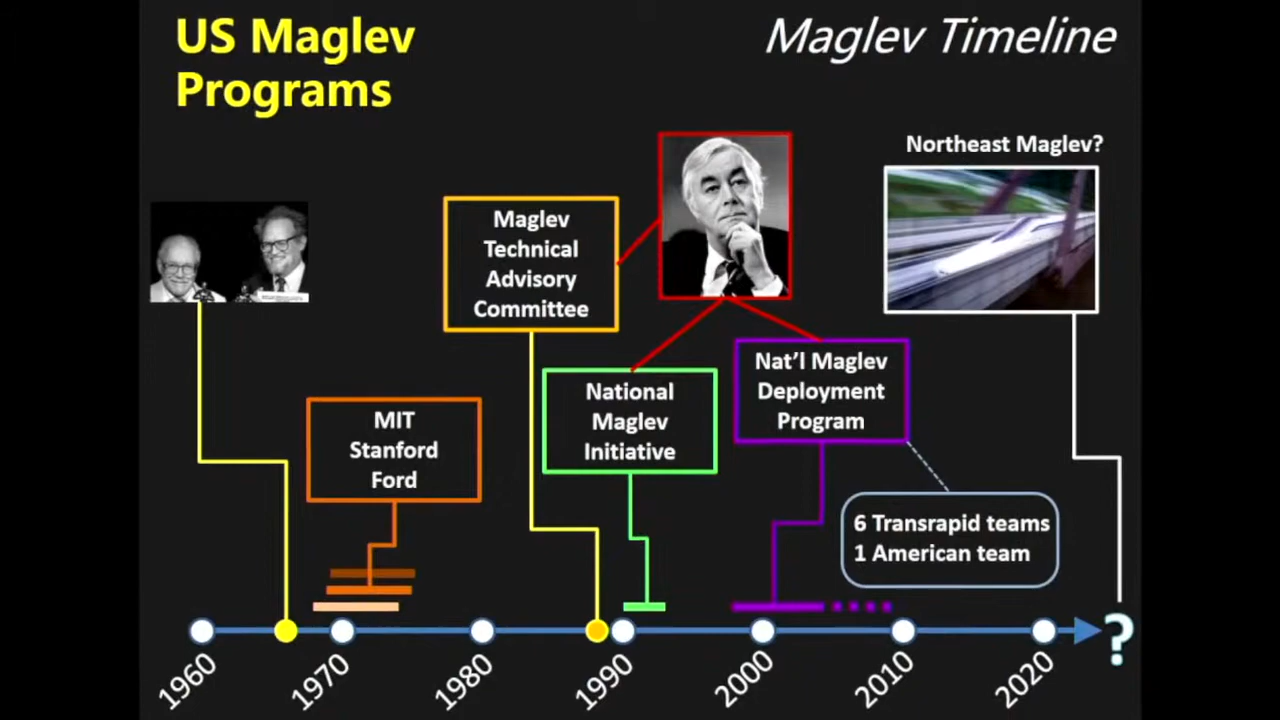 US Maglev
Programs
Maglev Timeline
Northeast Maglev?
Maglev
Technical
Advisory
Committee
Nat'l Maglev
Deployment
Program
National
Maglev
Initiative
MIT
Stanford
Ford
6 Transrapid teams
1 American team
?
1960
1970
1980
1990
2000
2010
2020